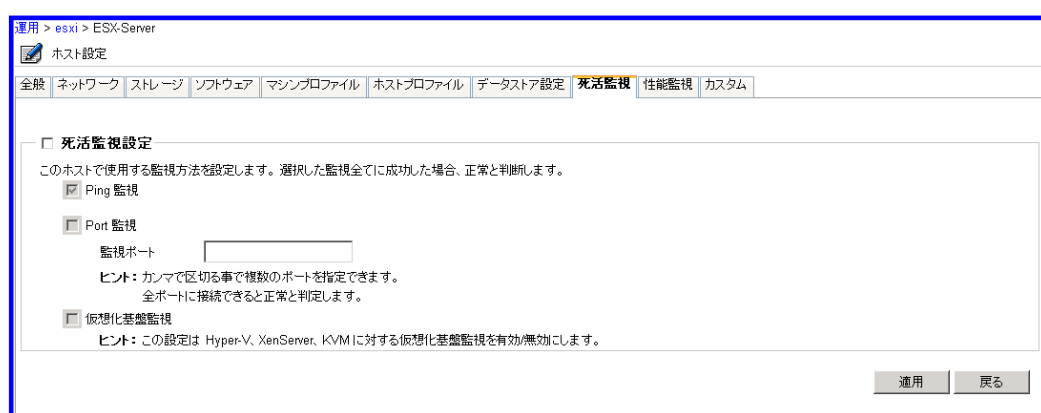 運用 > esxi > ESX-Server
ホスト設定
全般 ネットワーク ストレージ ソフトウェア マシンプロファイル ホストプロファイル データストア設定 死活監視 性能監視 カスタム
死活監視設定
このホストで使用する監視方法を設定します。選択した監視全てに成功した場合、正常と判断します。
Ping 監視
Port 監視
監視ポート
ヒント: カンマで区切る事で複数のポートを指定できます。
全ポートに接続できると正常と判定します。
仮想化基盤監視
ヒント: この設定は Hyper-V、XenServer、KVM に対する仮想化基盤監視を有効/無効にします。
適用 戻る